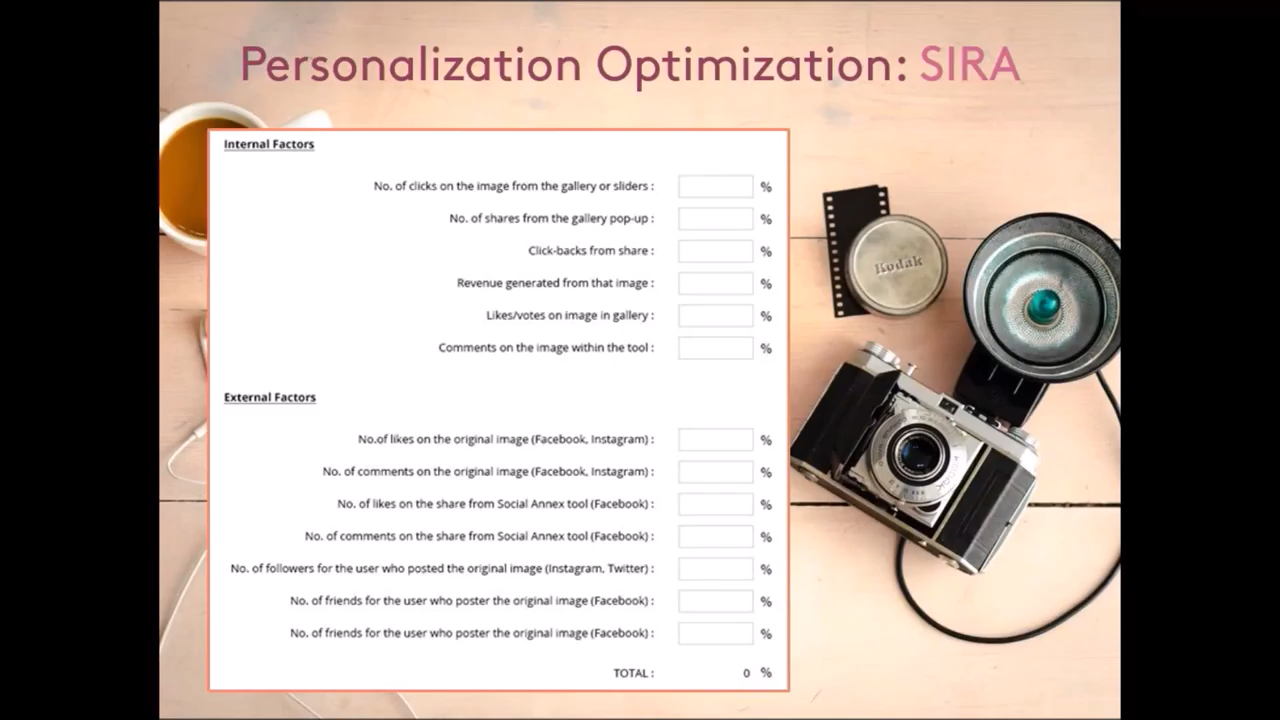 Personalization Optimization: SIRA
Internal Factors
No. of clicks on the image from the gallery or sliders : %
No. of shares from the gallery pop-up : %
Click-backs from share : %
Revenue generated from that image : %
Likes/votes on image in gallery : %
Comments on the image within the tool : %
External Factors
No.of likes on the original image (Facebook, Instagram) : %
No. of comments on the original image (Facebook, Instagram) : %
No. of likes on the share from Social Annex tool (Facebook) : %
No. of comments on the share from Social Annex tool (Facebook) : %
No. of followers for the user who posted the original image (Instagram, Twitter) : %
No. of friends for the user who poster the original image (Facebook) : %
No. of friends for the user who poster the original image (Facebook) : %
TOTAL : 0 %
Kodak